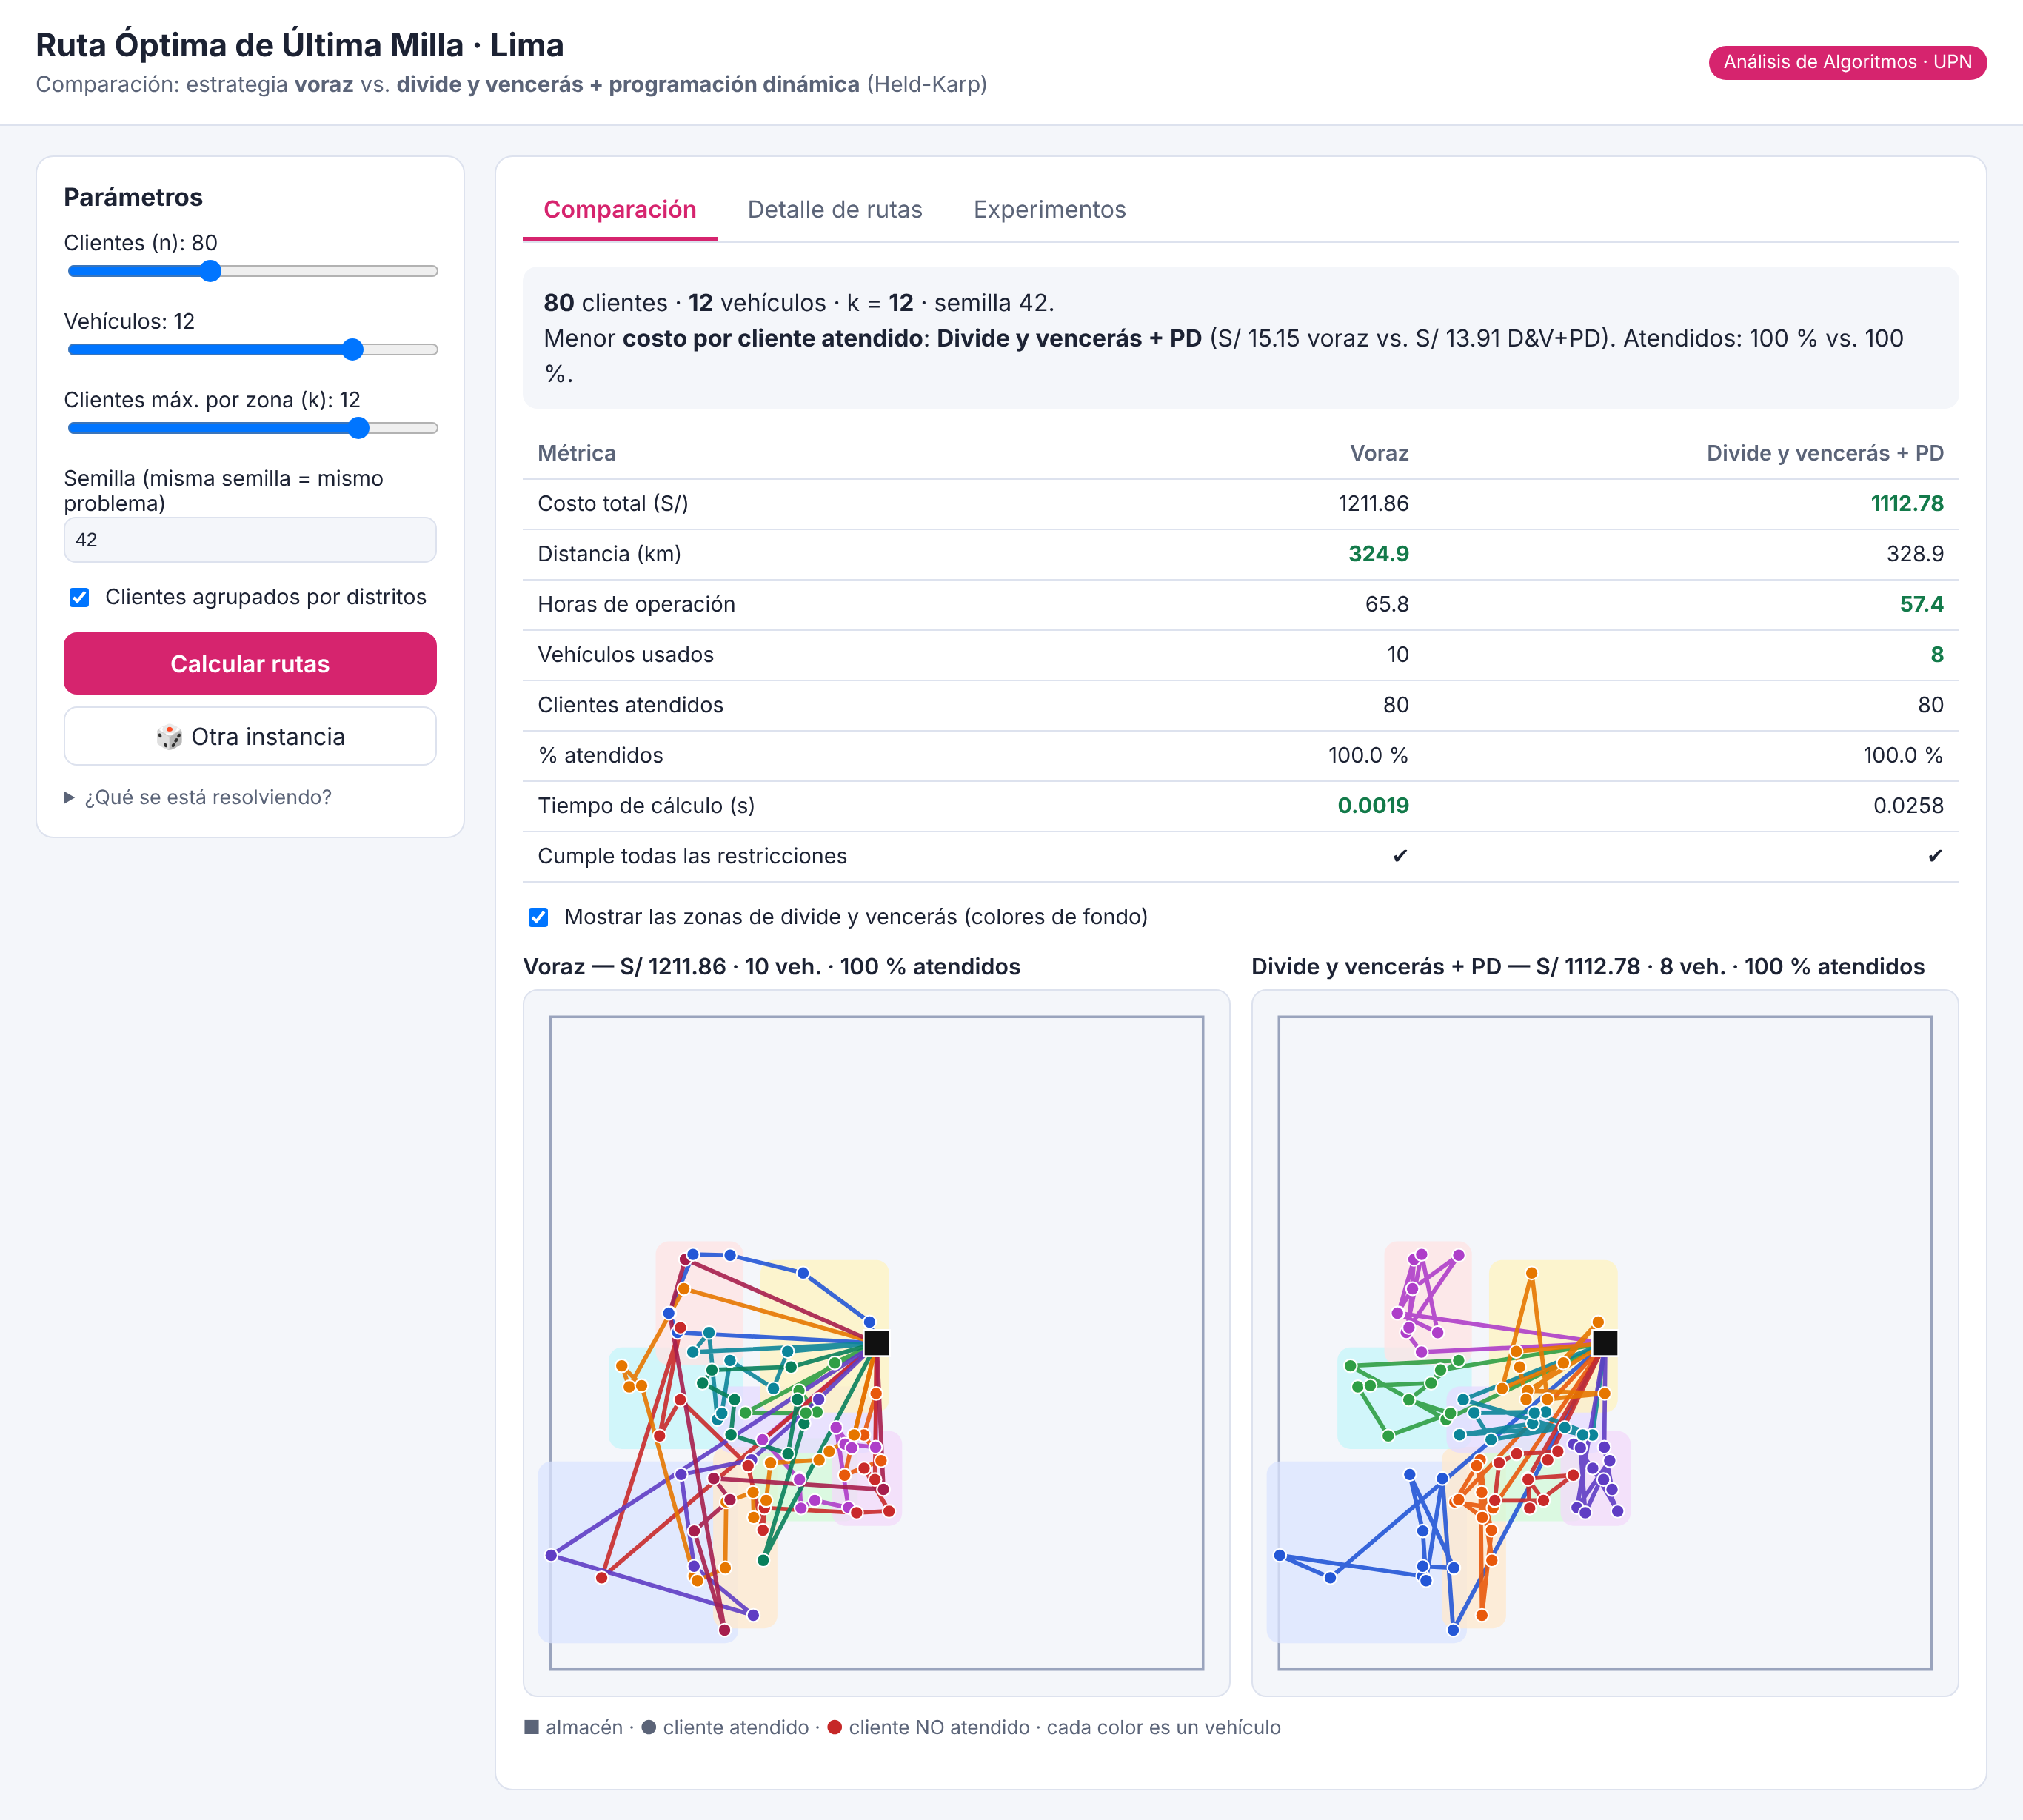 Ruta Óptima de Última Milla · Lima
Comparación: estrategia voraz vs. divide y vencerás + programación dinámica (Held-Karp)
Análisis de Algoritmos · UPN
Parámetros
Clientes (n): 80
Vehículos: 12
Clientes máx. por zona (k): 12
Semilla (misma semilla = mismo
problema)
42
Clientes agrupados por distritos
Calcular rutas
🎲 Otra instancia
▶ ¿Qué se está resolviendo?
Comparación Detalle de rutas Experimentos
80 clientes · 12 vehículos · k = 12 · semilla 42.
Menor costo por cliente atendido: Divide y vencerás + PD (S/ 15.15 voraz vs. S/ 13.91 D&V+PD). Atendidos: 100 % vs. 100
%.
Métrica Voraz Divide y vencerás + PD
Costo total (S/) 1211.86 1112.78
Distancia (km) 324.9 328.9
Horas de operación 65.8 57.4
Vehículos usados 10 8
Clientes atendidos 80 80
% atendidos 100.0 % 100.0 %
Tiempo de cálculo (s) 0.0019 0.0258
Cumple todas las restricciones ✔ ✔
Mostrar las zonas de divide y vencerás (colores de fondo)
Voraz — S/ 1211.86 · 10 veh. · 100 % atendidos
Divide y vencerás + PD — S/ 1112.78 · 8 veh. · 100 % atendidos
■ almacén · ● cliente atendido · ● cliente NO atendido · cada color es un vehículo